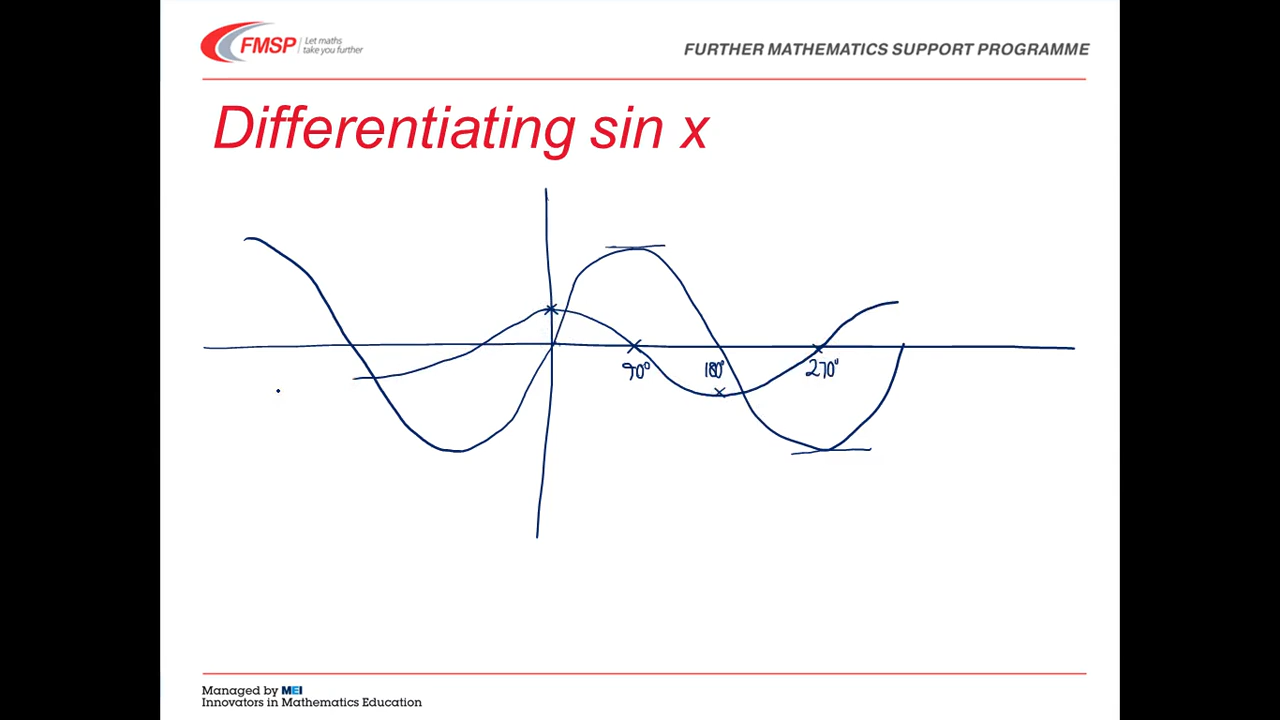 FMSP Let maths
take you further
FURTHER MATHEMATICS SUPPORT PROGRAMME
Differentiating sin x
90° 180° 270°
Managed by MEI
Innovators in Mathematics Education